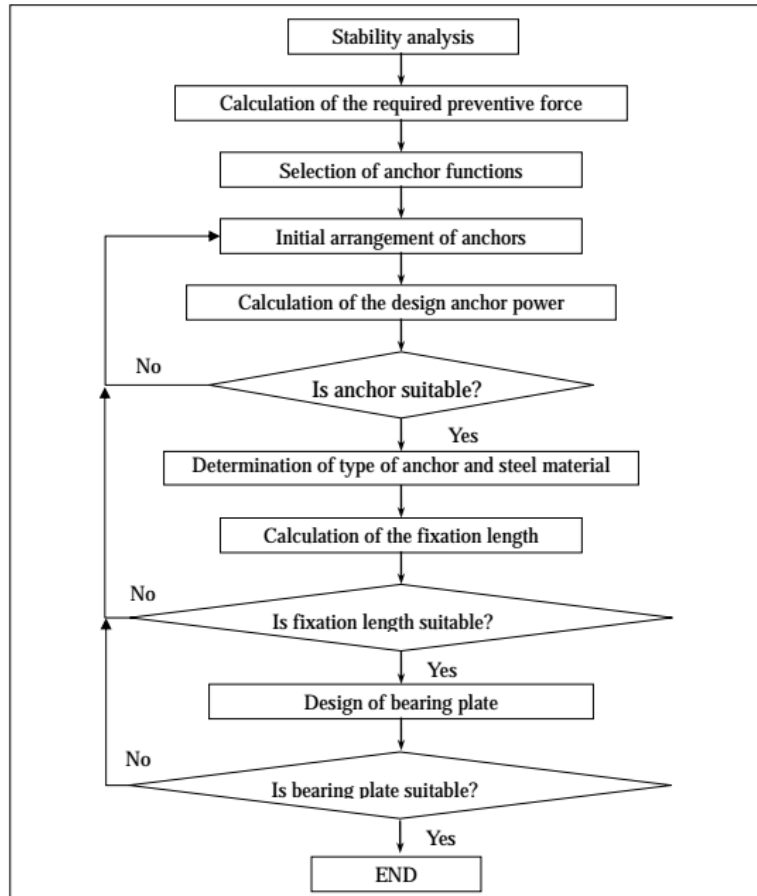 Stability analysis
Calculation of the required preventive force
Selection of anchor functions
Initial arrangement of anchors
Calculation of the design anchor power
No
Is anchor suitable?
Yes
Determination of type of anchor and steel material
Calculation of the fixation length
No
Is fixation length suitable?
Yes
Design of bearing plate
No
Is bearing plate suitable?
Yes
END